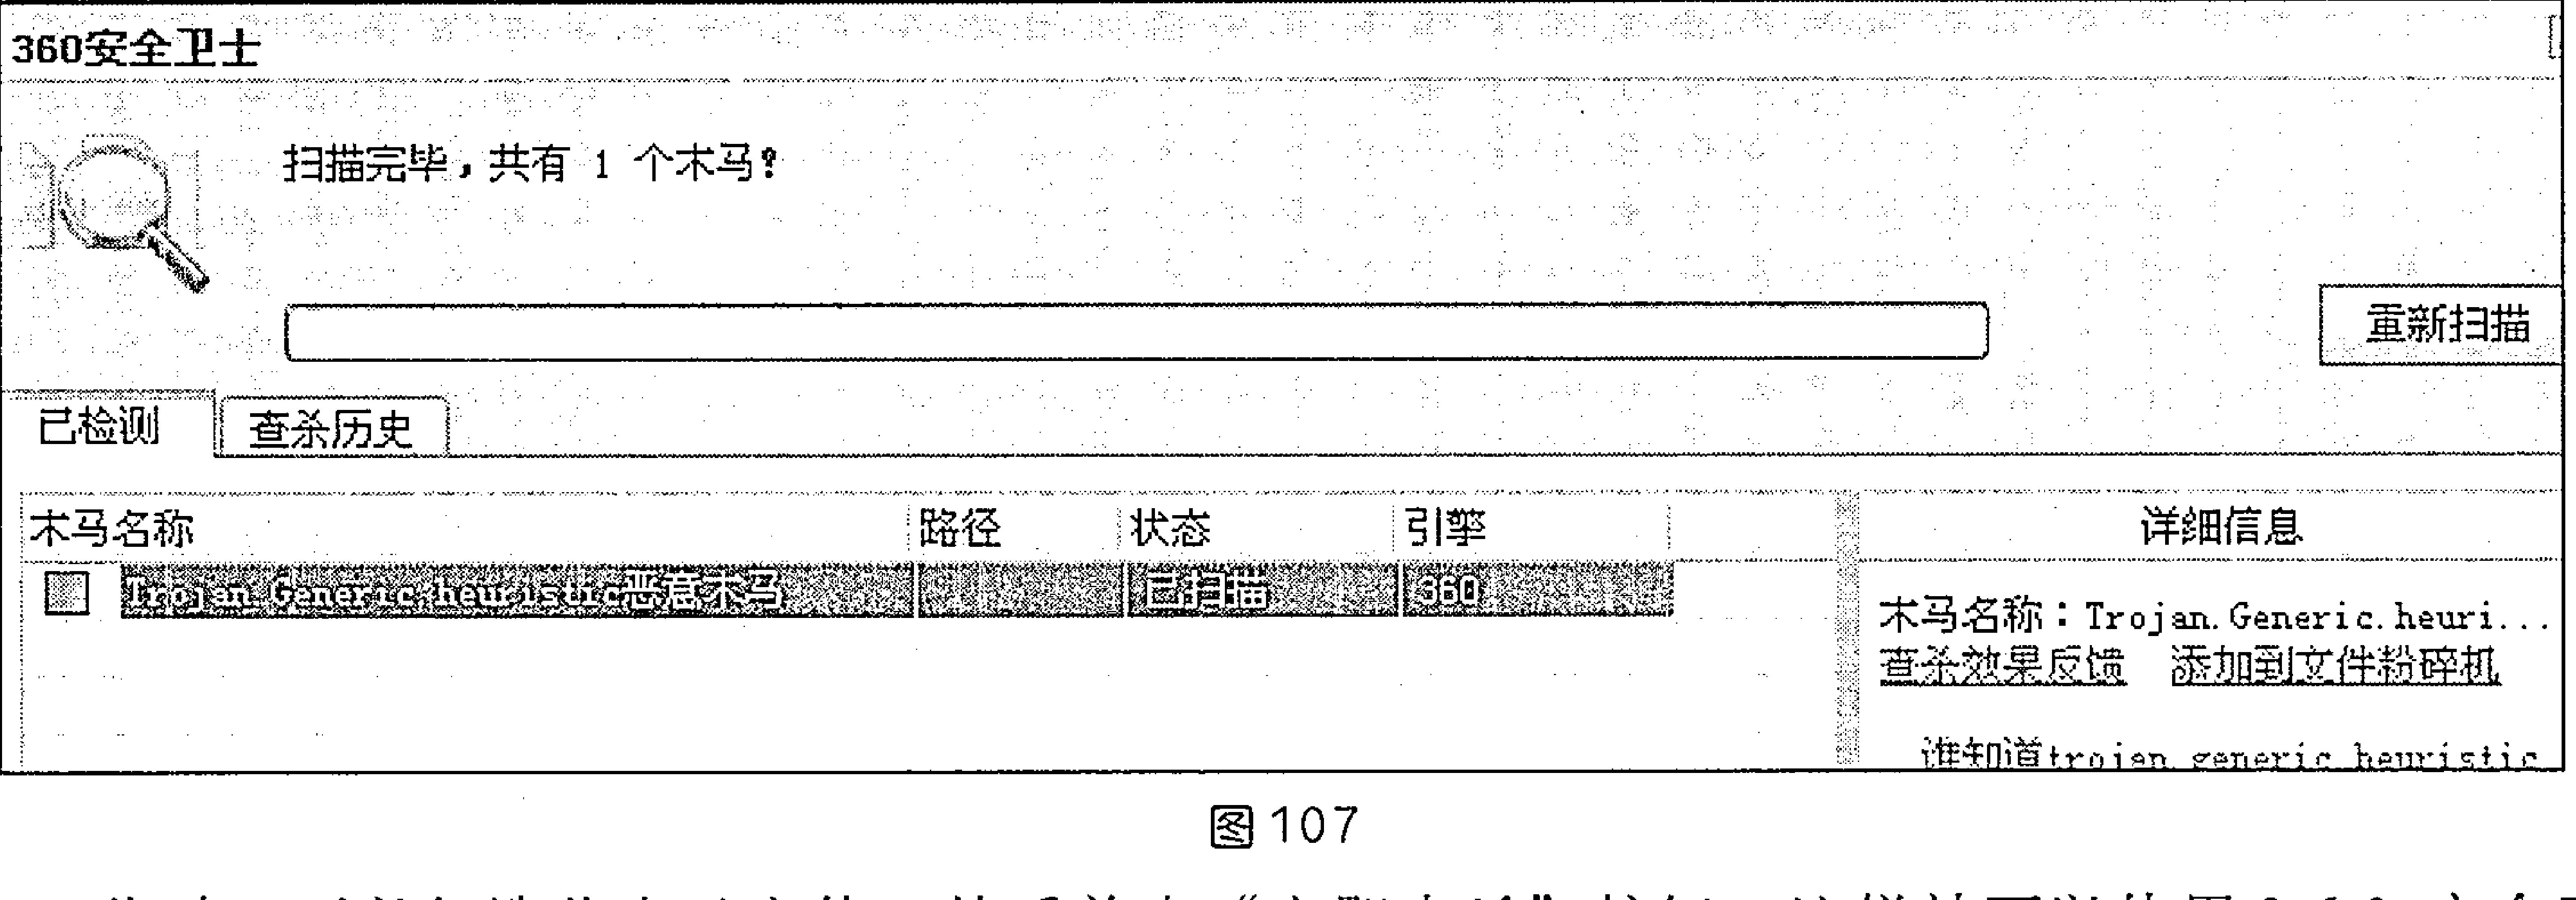 360安全卫士
扫描完毕，共有 1 个木马？
重新扫描
已检测 查杀历史
木马名称 路径 状态 引擎 详细信息
Trojan.Generic.heuristic恶意木马 已扫描 360
木马名称：Trojan.Generic.heuri...
查杀效果反馈 添加到文件粉碎机
谁知道trojan generic heuristic
图107